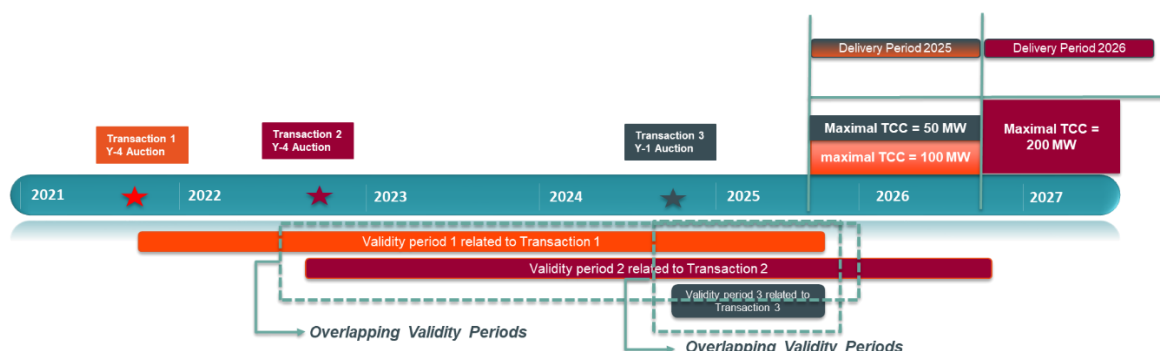 Delivery Period 2025
Delivery Period 2026
Transaction 1
Y-4 Auction
Transaction 2
Y-4 Auction
Transaction 3
Y-1 Auction
Maximal TCC = 50 MW
maximal TCC = 100 MW
Maximal TCC =
200 MW
2021
2022
2023
2024
2025
2026
2027
Validity period 1 related to Transaction 1
Validity period 2 related to Transaction 2
Validity period 3 related to
Transaction 3
Overlapping Validity Periods
Overlapping Validity Periods